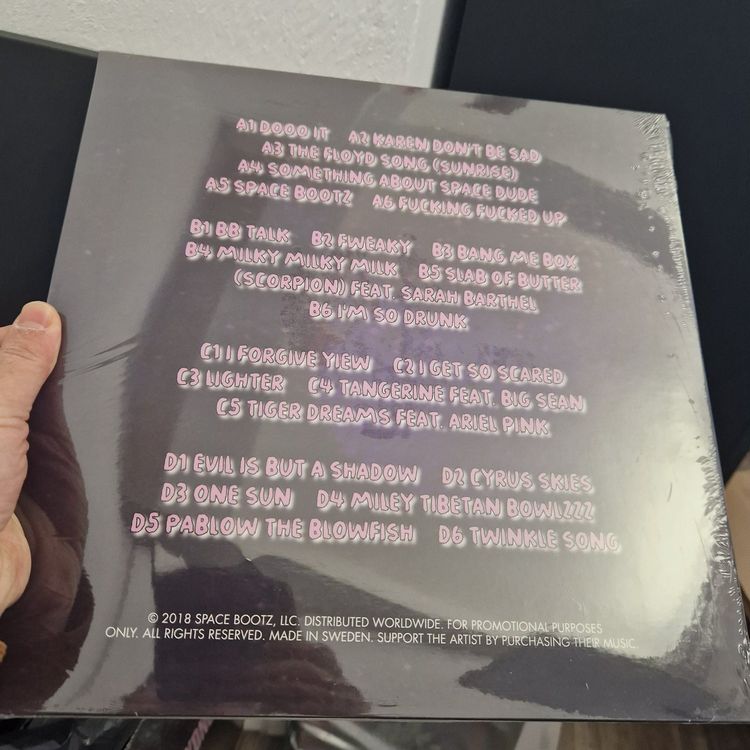 A1 DOOO IT A2 KAREN DON'T BE SAD
A3 THE FLOYD SONG (SUNRISE)
A4 SOMETHING ABOUT SPACE DUDE
A5 SPACE BOOTZ A6 FUCKING FUCKED UP
B1 BB TALK B2 FWEAKY B3 BANG ME BOX
B4 MILKY MILKY MILK B5 SLAB OF BUTTER
(SCORPION) FEAT. SARAH BARTHEL
B6 I'M SO DRUNK
C1 I FORGIVE YIEW C2 I GET SO SCARED
C3 LIGHTER C4 TANGERINE FEAT. BIG SEAN
C5 TIGER DREAMS FEAT. ARIEL PINK
D1 EVIL IS BUT A SHADOW D2 CYRUS SKIES
D3 ONE SUN D4 MILEY TIBETAN BOWLZZZ
D5 PABLOW THE BLOWFISH D6 TWINKLE SONG
© 2018 SPACE BOOTZ, LLC. DISTRIBUTED WORLDWIDE. FOR PROMOTIONAL PURPOSES
ONLY. ALL RIGHTS RESERVED. MADE IN SWEDEN. SUPPORT THE ARTIST BY PURCHASING THEIR MUSIC.